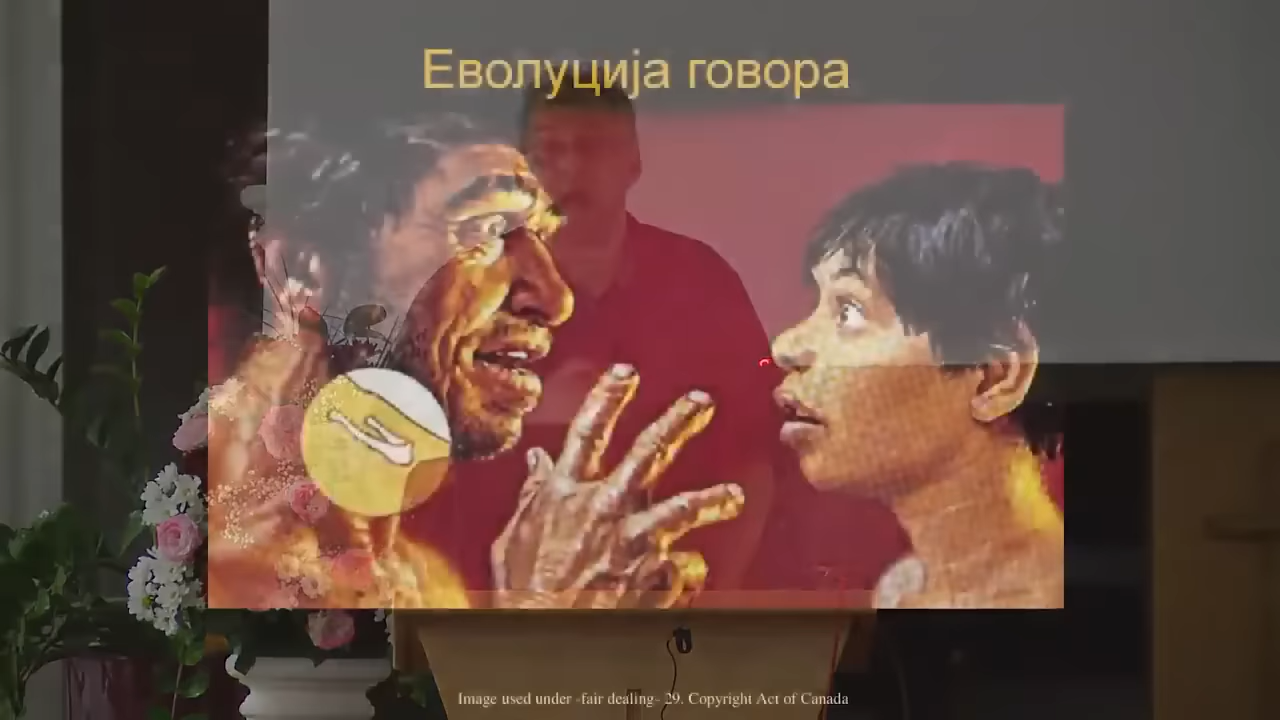 Еволуција говора
Image used under -fair dealing- 29. Copyright Act of Canada